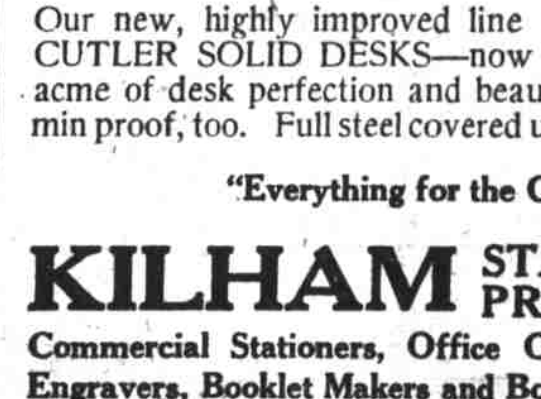 Our new, highly improved line
CUTLER SOLID DESKS—now
acme of desk perfection and beau
min proof, too. Full steel covered u
"Everything for the
KILHAM STA
PR
Commercial Stationers, Office
Engravers, Booklet Makers and Bo